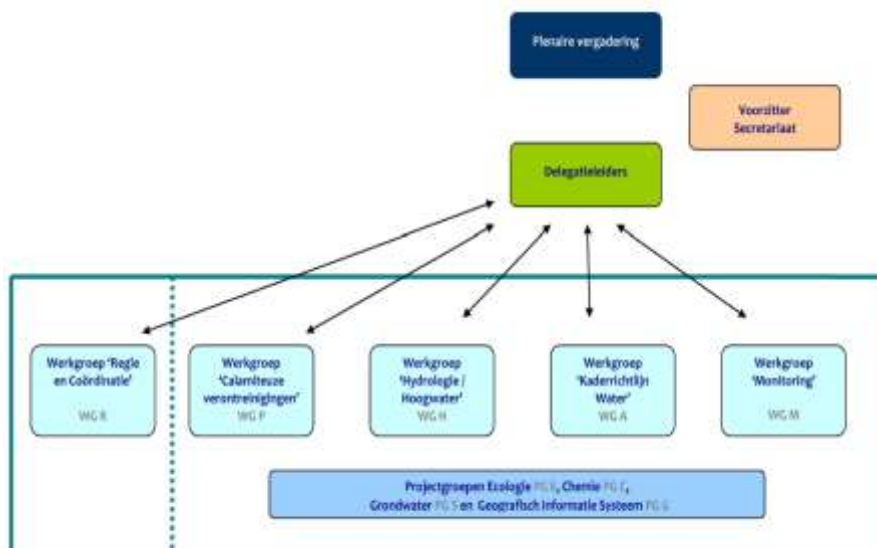 Plenaire vergadering
Voorzitter
Secretariaat
Delegatieleiders
Werkgroep 'Regie
en Coördinatie'
WG R
Werkgroep
'Calamiteuze
verontreinigingen'
WG P
Werkgroep
'Hydrologie /
Hoogwater'
WG H
Werkgroep
'Kaderrichtlijn
Water'
WG A
Werkgroep
'Monitoring'
WG M
Projectgroepen Ecologie PG E, Chemie PG C,
Grondwater PG S en Geografisch Informatie Systeem PG G